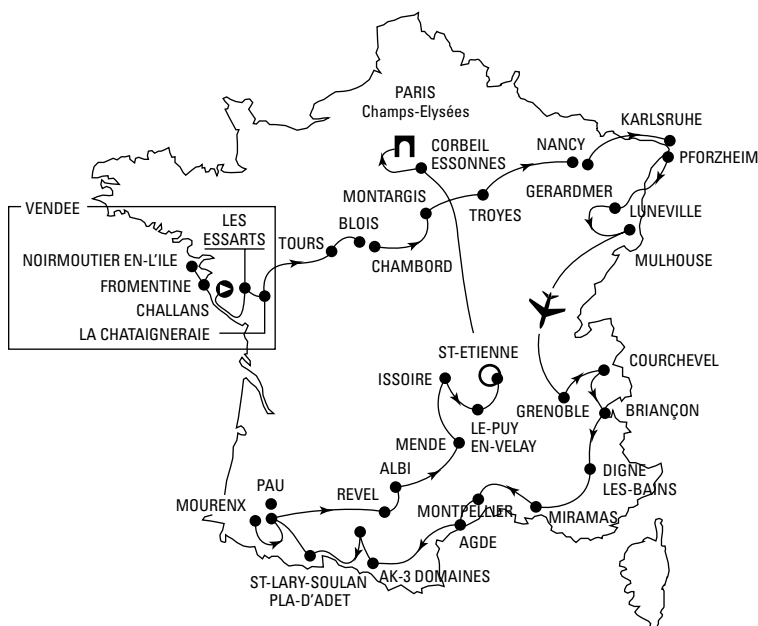 PARIS
Champs-Elysées
CORBEIL
ESSONNES
NANCY
KARLSRUHE
PFORZHEIM
MONTARGIS
TROYES
GERARDMER
LUNEVILLE
MULHOUSE
VENDEE
LES
ESSARTS
TOURS
BLOIS
CHAMBORD
NOIRMOUTIER EN-L'ILE
FROMENTINE
CHALLANS
LA CHATAIGNERAIE
ST-ETIENNE
ISSOIRE
LE-PUY
EN-VELAY
GRENOBLE
COURCHEVEL
BRIANÇON
MENDE
ALBI
REVEL
PAU
MOURENX
MONTPELLIER
AGDE
MIRAMAS
DIGNE
LES-BAINS
ST-LARY-SOULAN
PLA-D'ADET
AK-3 DOMAINES